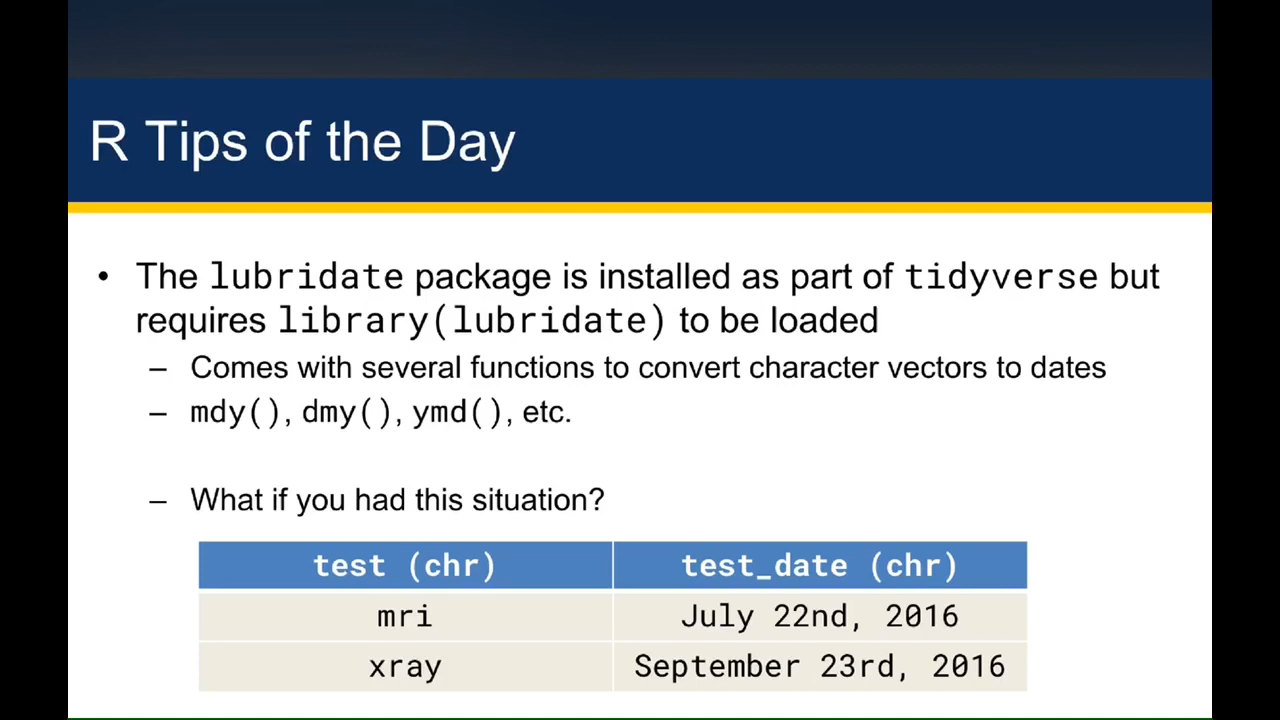 R Tips of the Day
• The lubridate package is installed as part of tidyverse but
requires library(lubridate) to be loaded
– Comes with several functions to convert character vectors to dates
– mdy(), dmy(), ymd(), etc.
– What if you had this situation?
test (chr) test_date (chr)
mri July 22nd, 2016
xray September 23rd, 2016